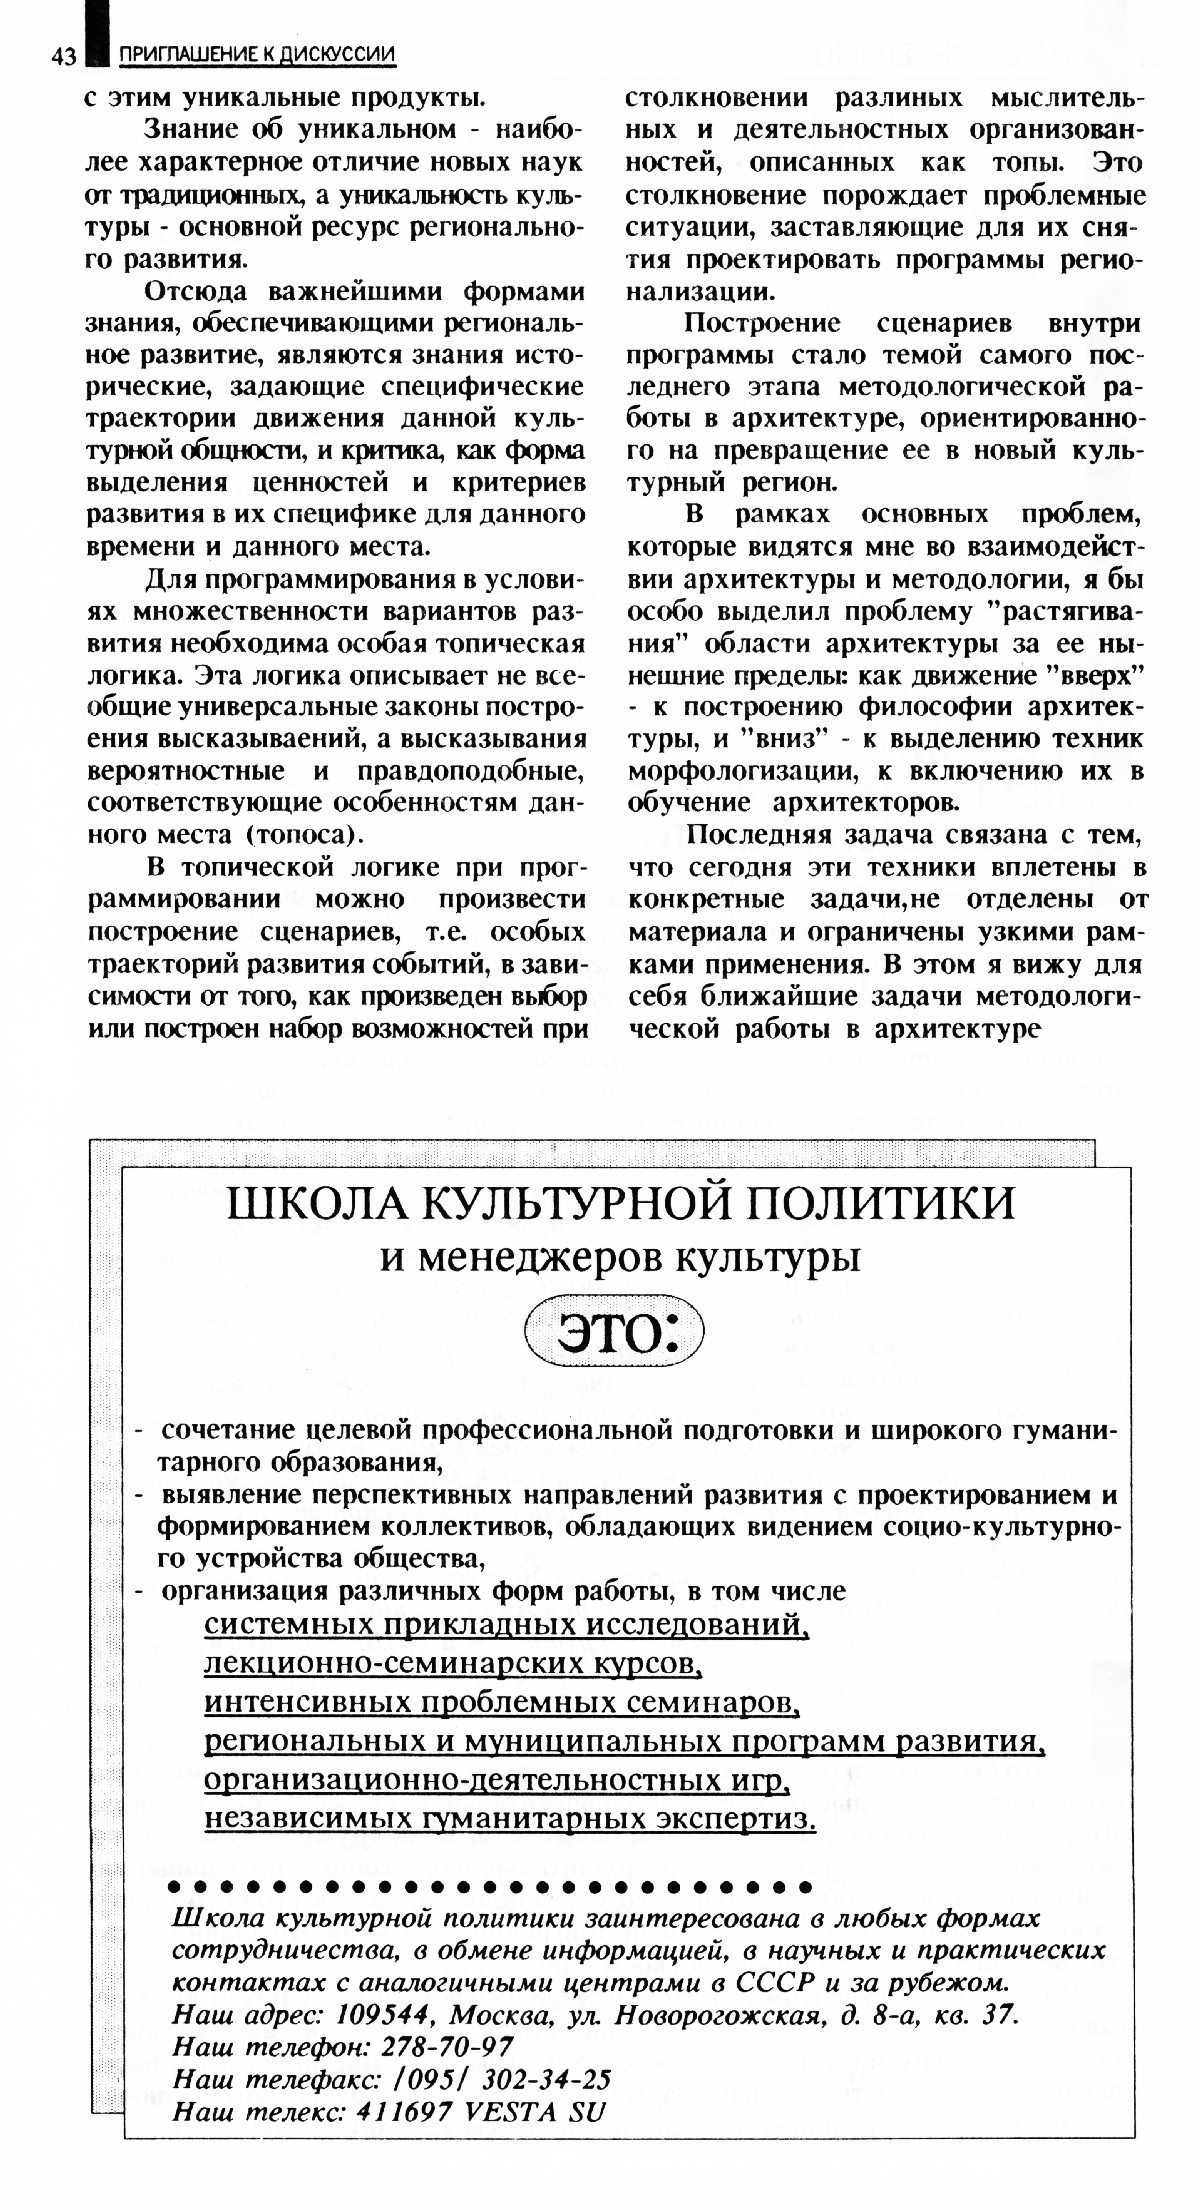 43 ПРИГЛАШЕНИЕ К ДИСКУССИИ
с этим уникальные продукты.
Знание об уникальном - наибо-
лее характерное отличие новых наук
от традиционных, а уникальность куль-
туры - основной ресурс регионально-
го развития.
Отсюда важнейшими формами
знания, обеспечивающими региональ-
ное развитие, являются знания исто-
рические, задающие специфические
траектории движения данной куль-
турной общности, и критика, как форма
выделения ценностей и критериев
развития в их специфике для данного
времени и данного места.
Для программирования в услови-
ях множественности вариантов раз-
вития необходима особая топическая
логика. Эта логика описывает не все-
общие универсальные законы постро-
ения высказываений, а высказывания
вероятностные и правдоподобные,
соответствующие особенностям дан-
ного места (топоса).
В топической логике при прог-
раммировании можно произвести
построение сценариев, т.е. особых
траекторий развития событий, в зави-
симости от того, как произведен выбор
или построен набор возможностей при
столкновении разлиных мыслитель-
ных и деятельностных организован-
ностей, описанных как топы. Это
столкновение порождает проблемные
ситуации, заставляющие для их сня-
тия проектировать программы регио-
нализации.
Построение сценариев внутри
программы стало темой самого пос-
леднего этапа методологической ра-
боты в архитектуре, ориентированно-
го на превращение ее в новый куль-
турный регион.
В рамках основных проблем,
которые видятся мне во взаимодейст-
вии архитектуры и методологии, я бы
особо выделил проблему "растягива-
ния" области архитектуры за ее ны-
нешние пределы: как движение "вверх"
- к построению философии архитек-
туры, и "вниз" - к выделению техник
морфологизации, к включению их в
обучение архитекторов.
Последняя задача связана с тем,
что сегодня эти техники вплетены в
конкретные задачи,не отделены от
материала и ограничены узкими рам-
ками применения. В этом я вижу для
себя ближайшие задачи методологи-
ческой работы в архитектуре
ШКОЛА КУЛЬТУРНОЙ ПОЛИТИКИ
и менеджеров культуры
ЭТО:
- сочетание целевой профессиональной подготовки и широкого гумани-
тарного образования,
- выявление перспективных направлений развития с проектированием и
формированием коллективов, обладающих видением социо-культурно-
го устройства общества,
- организация различных форм работы, в том числе
системных прикладных исследований,
лекционно-семинарских курсов,
интенсивных проблемных семинаров,
региональных и муниципальных программ развития,
организационно-деятельностных игр,
независимых гуманитарных экспертиз.
Школа культурной политики заинтересована в любых формах
сотрудничества, в обмене информацией, в научных и практических
контактах с аналогичными центрами в СССР и за рубежом.
Наш адрес: 109544, Москва, ул. Новорогожская, д. 8-а, кв. 37.
Наш телефон: 278-70-97
Наш телефакс: /095/ 302-34-25
Наш телекс: 411697 VESTA SU